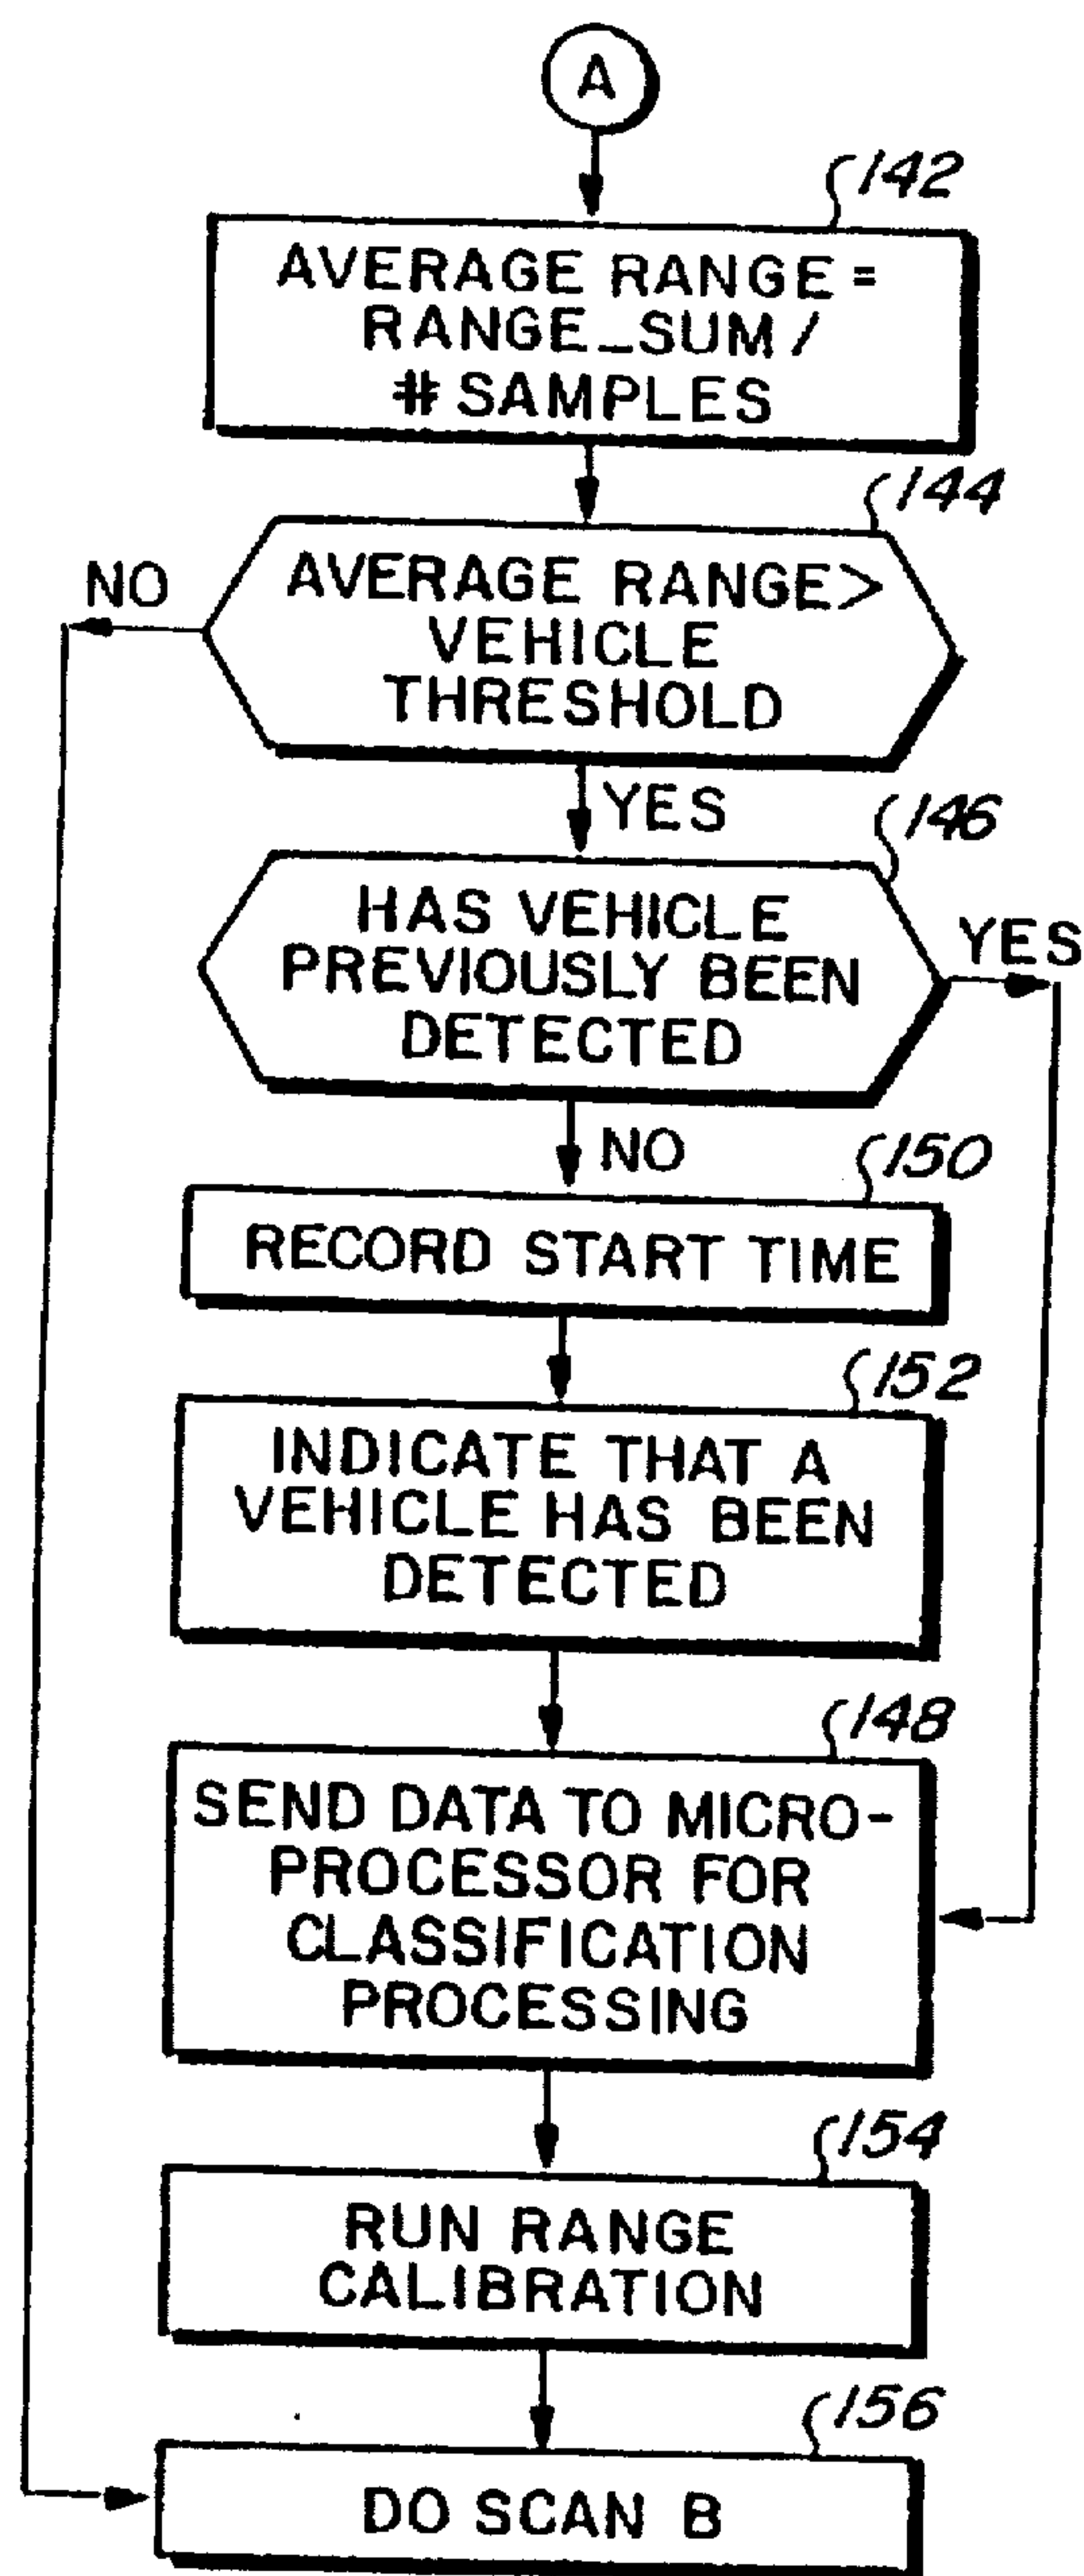 A
142
AVERAGE RANGE =
RANGE_SUM /
# SAMPLES
144
AVERAGE RANGE>
VEHICLE
THRESHOLD
NO
YES
146
HAS VEHICLE
PREVIOUSLY BEEN
DETECTED
YES
NO
150
RECORD START TIME
152
INDICATE THAT A
VEHICLE HAS BEEN
DETECTED
148
SEND DATA TO MICRO-
PROCESSOR FOR
CLASSIFICATION
PROCESSING
154
RUN RANGE
CALIBRATION
156
DO SCAN B